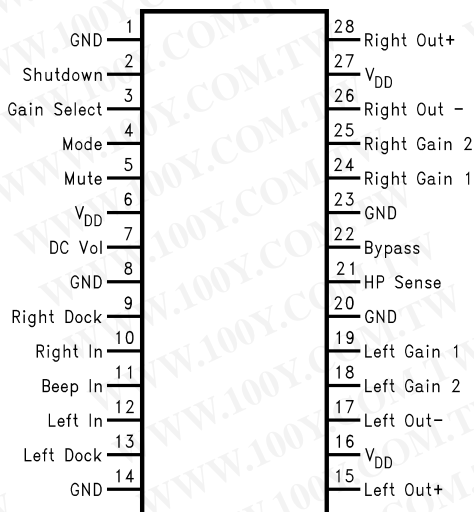 GND 1 28 Right Out+
Shutdown 2 27 VDD
Gain Select 3 26 Right Out -
Mode 4 25 Right Gain 2
Mute 5 24 Right Gain 1
VDD 6 23 GND
DC Vol 7 22 Bypass
GND 8 21 HP Sense
Right Dock 9 20 GND
Right In 10 19 Left Gain 1
Beep In 11 18 Left Gain 2
Left In 12 17 Left Out-
Left Dock 13 16 VDD
GND 14 15 Left Out+
WWW.100Y.COM.TW